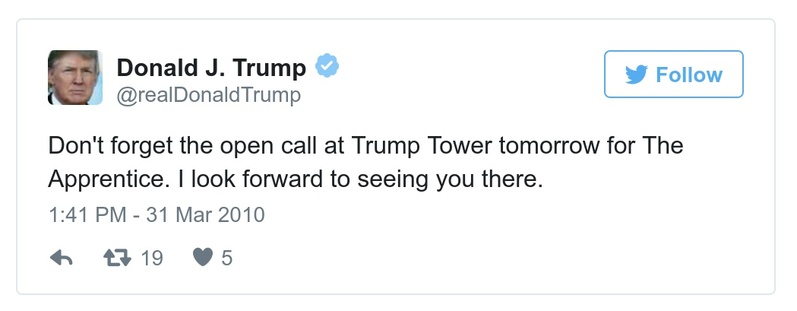 Donald J. Trump
@realDonaldTrump
Follow
Don't forget the open call at Trump Tower tomorrow for The
Apprentice. I look forward to seeing you there.
1:41 PM - 31 Mar 2010
19 5